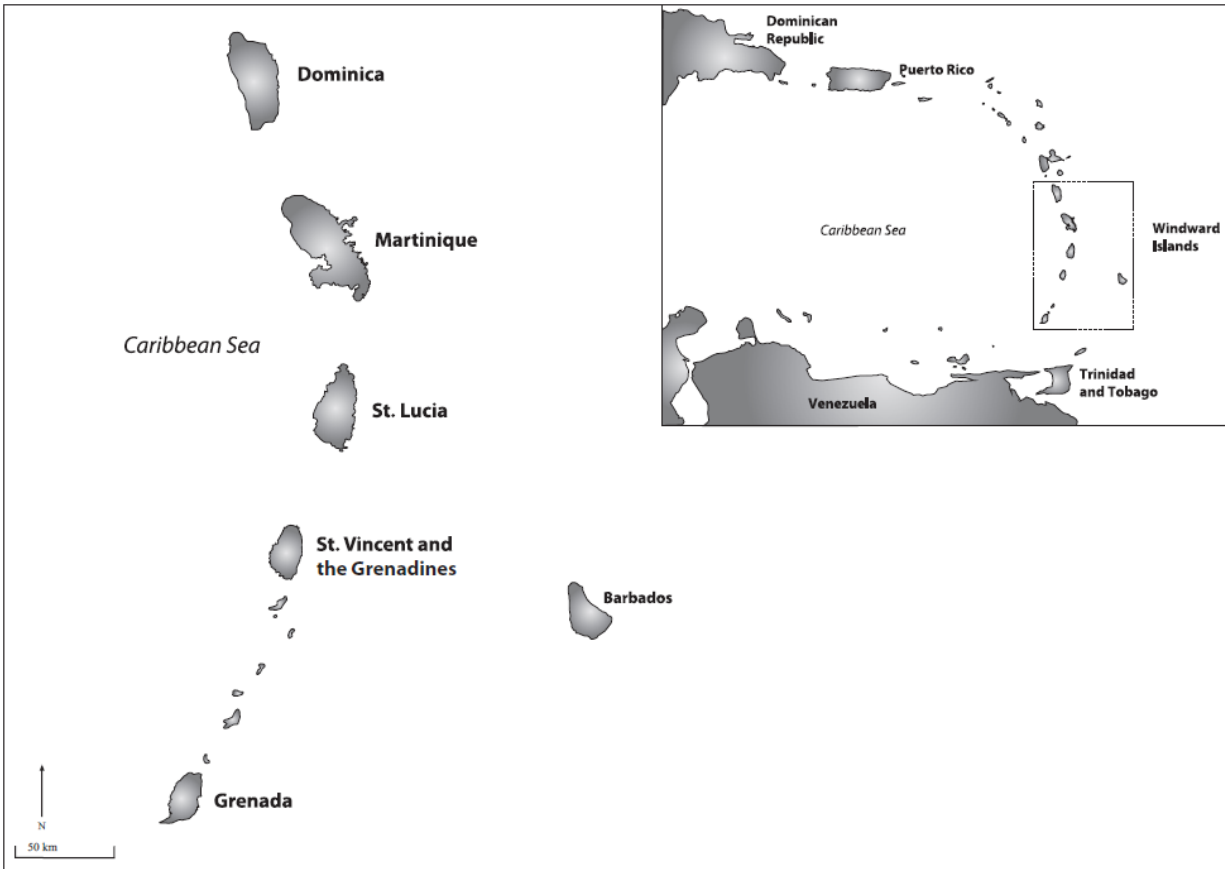 Dominica
Martinique
Caribbean Sea
St. Lucia
St. Vincent and
the Grenadines
Barbados
Grenada
N
50 km
Dominican
Republic
Puerto Rico
Caribbean Sea
Windward
Islands
Venezuela
Trinidad
and Tobago